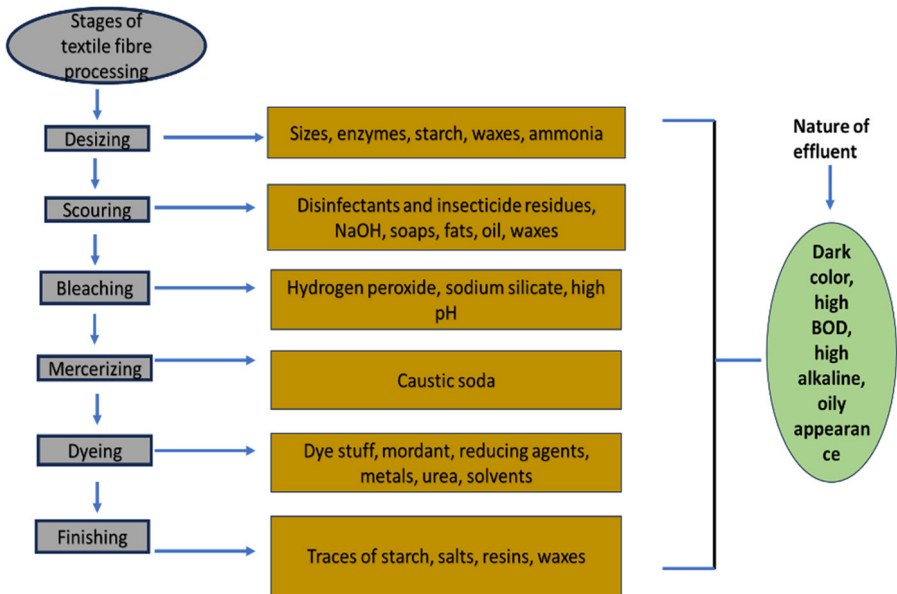 Stages of
textile fibre
processing
Desizing
Sizes, enzymes, starch, waxes, ammonia
Scouring
Disinfectants and insecticide residues,
NaOH, soaps, fats, oil, waxes
Bleaching
Hydrogen peroxide, sodium silicate, high
pH
Mercerizing
Caustic soda
Dyeing
Dye stuff, mordant, reducing agents,
metals, urea, solvents
Finishing
Traces of starch, salts, resins, waxes
Nature of
effluent
Dark
color,
high
BOD,
high
alkaline,
oily
appearan
ce